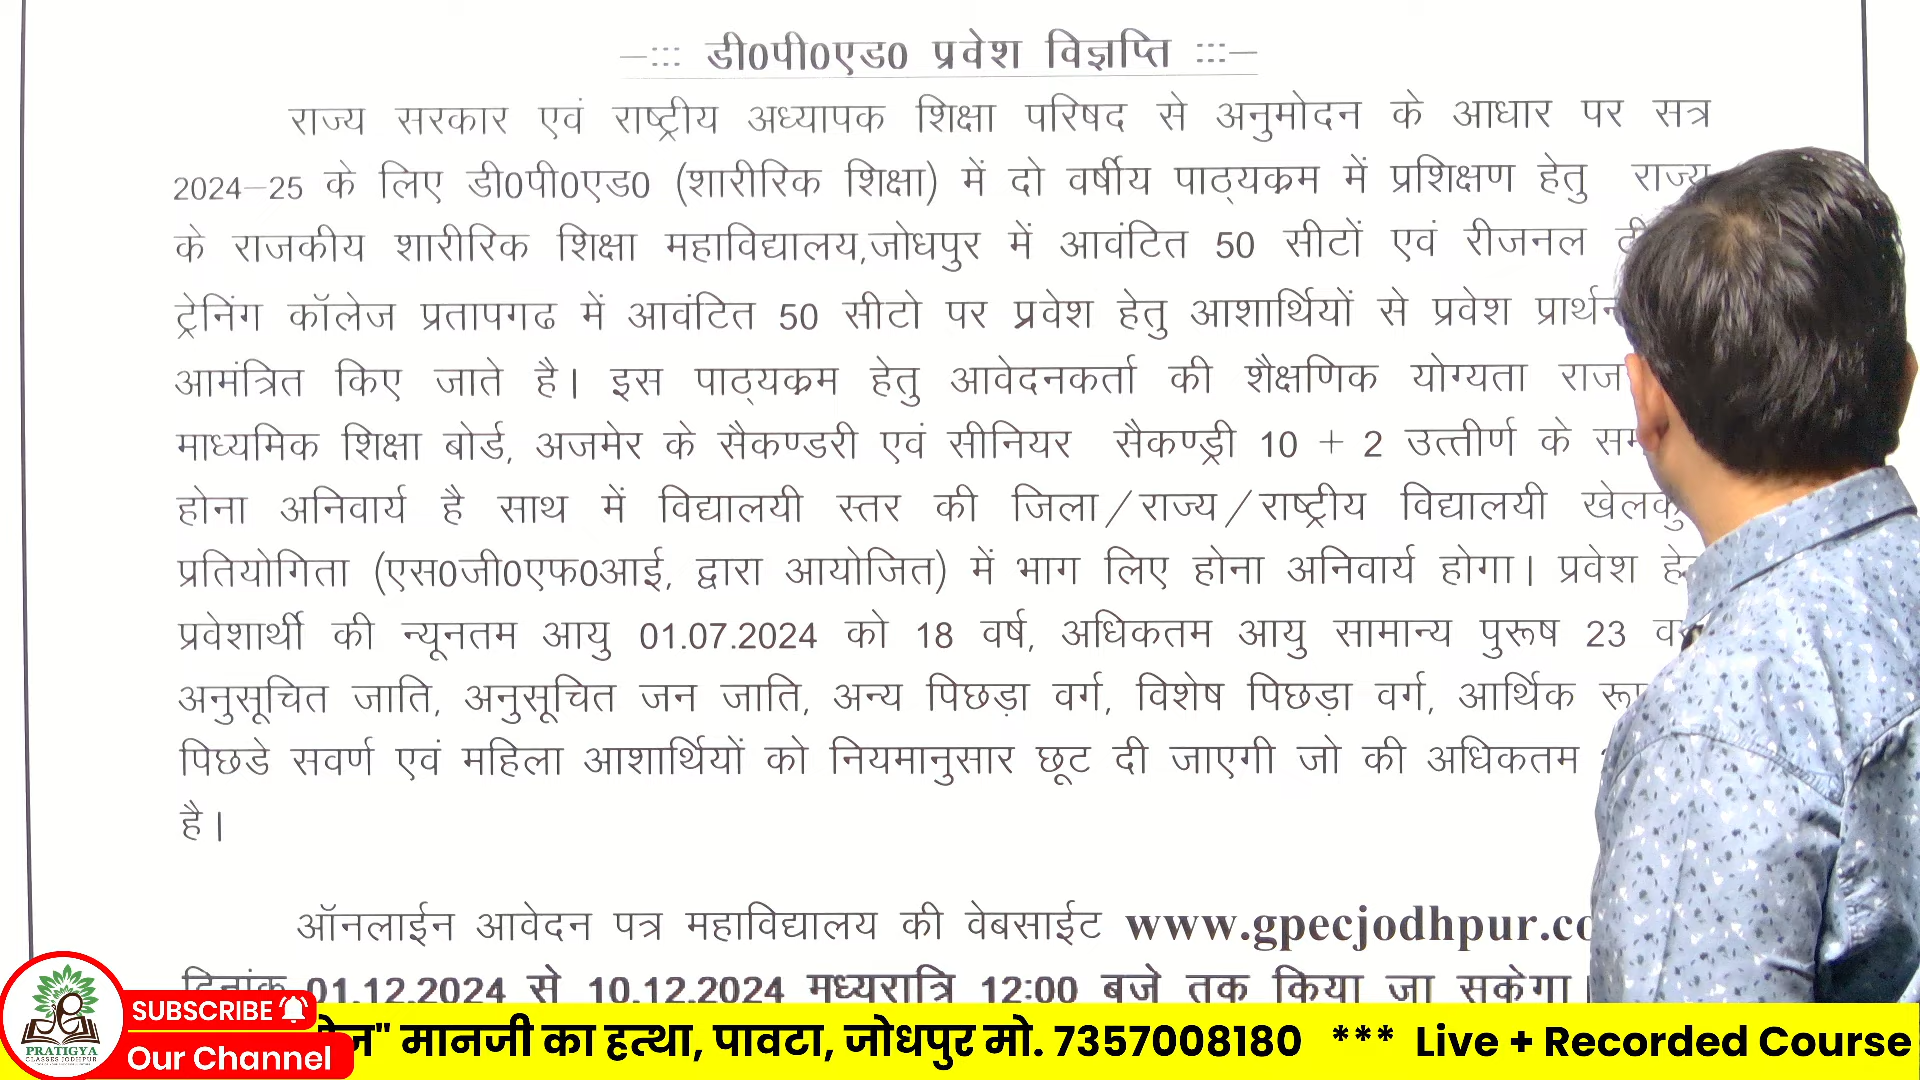 —::: डी0पी0एड0 प्रवेश विज्ञप्ति :::—
राज्य सरकार एवं राष्ट्रीय अध्यापक शिक्षा परिषद से अनुमोदन के आधार पर सत्र
2024–25 के लिए डी0पी0एड0 (शारीरिक शिक्षा) में दो वर्षीय पाठ्यक्रम में प्रशिक्षण हेतु राज्य
के राजकीय शारीरिक शिक्षा महाविद्यालय,जोधपुर में आवंटित 50 सीटों एवं रीजनल
ट्रेनिंग कॉलेज प्रतापगढ में आवंटित 50 सीटो पर प्रवेश हेतु आशार्थियों से प्रवेश
आमंत्रित किए जाते है। इस पाठ्यक्रम हेतु आवेदनकर्ता की शैक्षणिक योग्यता
माध्यमिक शिक्षा बोर्ड, अजमेर के सैकण्डरी एवं सीनियर सैकण्ड्री 10 + 2 उत्तीर्ण के
होना अनिवार्य है साथ में विद्यालयी स्तर की जिला/राज्य/राष्ट्रीय विद्यालयी
प्रतियोगिता (एस0जी0एफ0आई, द्वारा आयोजित) में भाग लिए होना अनिवार्य होगा। प्रवेश
प्रवेशार्थी की न्यूनतम आयु 01.07.2024 को 18 वर्ष, अधिकतम आयु सामान्य पुरूष 23
अनुसूचित जाति, अनुसूचित जन जाति, अन्य पिछड़ा वर्ग, विशेष पिछड़ा वर्ग, आर्थिक
पिछडे सवर्ण एवं महिला आशार्थियों को नियमानुसार छूट दी जाएगी जो की अधिकतम
है।
ऑनलाईन आवेदन पत्र महाविद्यालय की वेबसाईट www.gpecjodhpur.co
दिनांक 01.12.2024 से 10.12.2024 मध्यरात्रि 12:00 बजे तक किया जा सकेगा।
SUBSCRIBE
Our Channel
PRATIGYA
CLASSES JODHPUR
" मानजी का हत्था, पावटा, जोधपुर मो. 7357008180 *** Live + Recorded Course